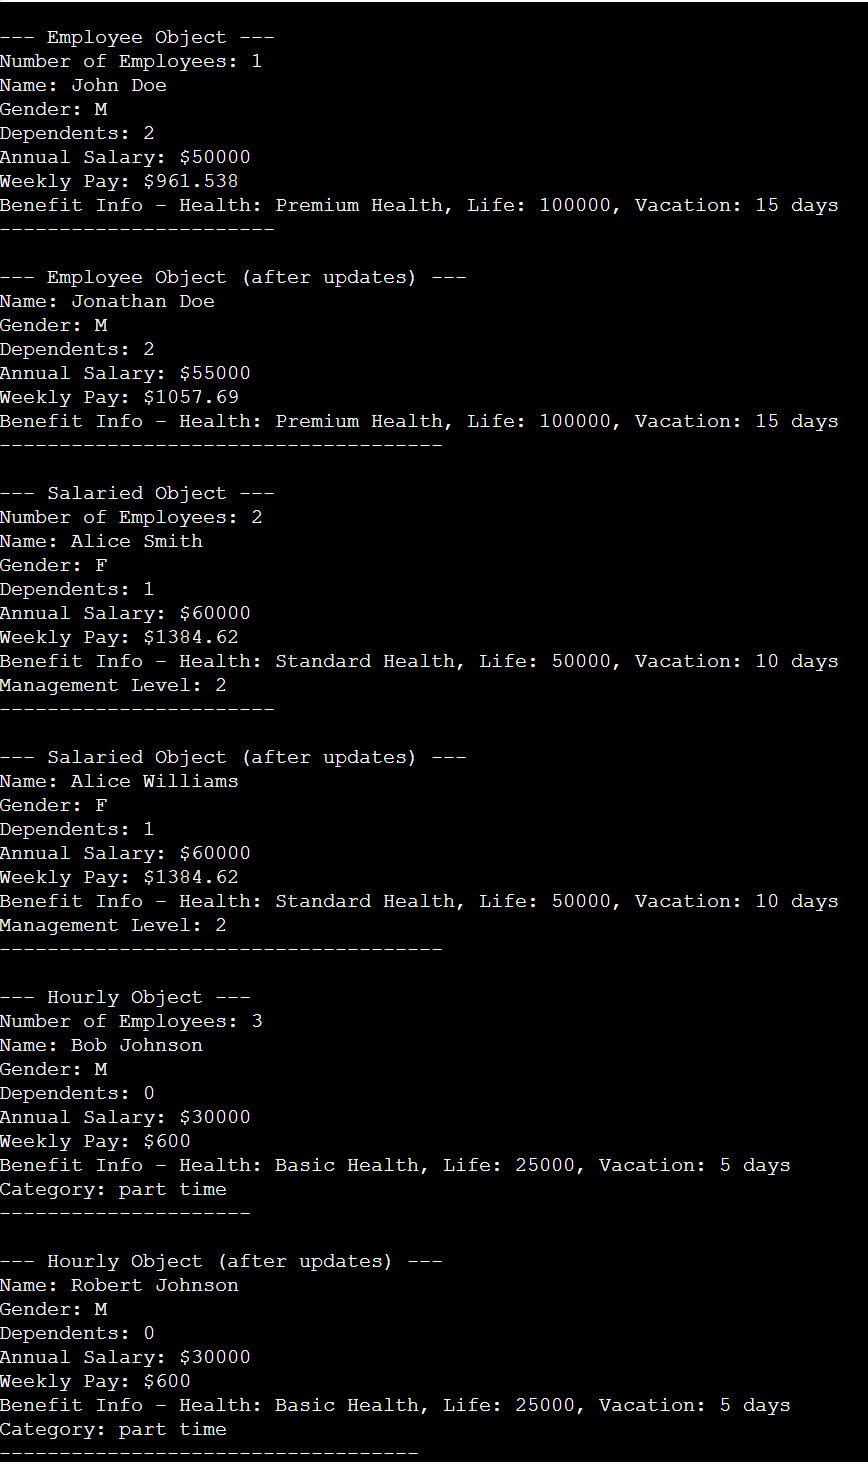 --- Employee Object ---
Number of Employees: 1
Name: John Doe
Gender: M
Dependents: 2
Annual Salary: $50000
Weekly Pay: $961.538
Benefit Info - Health: Premium Health, Life: 100000, Vacation: 15 days
-----------------------
--- Employee Object (after updates) ---
Name: Jonathan Doe
Gender: M
Dependents: 2
Annual Salary: $55000
Weekly Pay: $1057.69
Benefit Info - Health: Premium Health, Life: 100000, Vacation: 15 days
-------------------------------------
--- Salaried Object ---
Number of Employees: 2
Name: Alice Smith
Gender: F
Dependents: 1
Annual Salary: $60000
Weekly Pay: $1384.62
Benefit Info - Health: Standard Health, Life: 50000, Vacation: 10 days
Management Level: 2
-----------------------
--- Salaried Object (after updates) ---
Name: Alice Williams
Gender: F
Dependents: 1
Annual Salary: $60000
Weekly Pay: $1384.62
Benefit Info - Health: Standard Health, Life: 50000, Vacation: 10 days
Management Level: 2
-------------------------------------
--- Hourly Object ---
Number of Employees: 3
Name: Bob Johnson
Gender: M
Dependents: 0
Annual Salary: $30000
Weekly Pay: $600
Benefit Info - Health: Basic Health, Life: 25000, Vacation: 5 days
Category: part time
---------------------
--- Hourly Object (after updates) ---
Name: Robert Johnson
Gender: M
Dependents: 0
Annual Salary: $30000
Weekly Pay: $600
Benefit Info - Health: Basic Health, Life: 25000, Vacation: 5 days
Category: part time
-----------------------------------